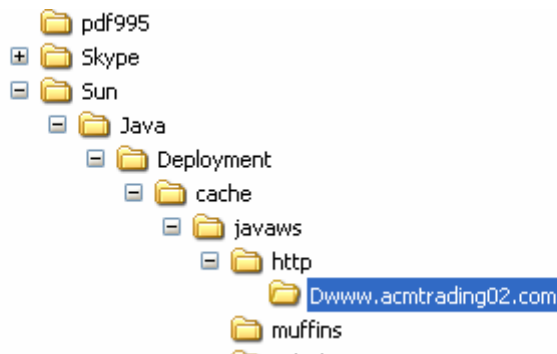 pdf995
Skype
Sun
Java
Deployment
cache
javaws
http
Dwww.acmtrading02.com
muffins